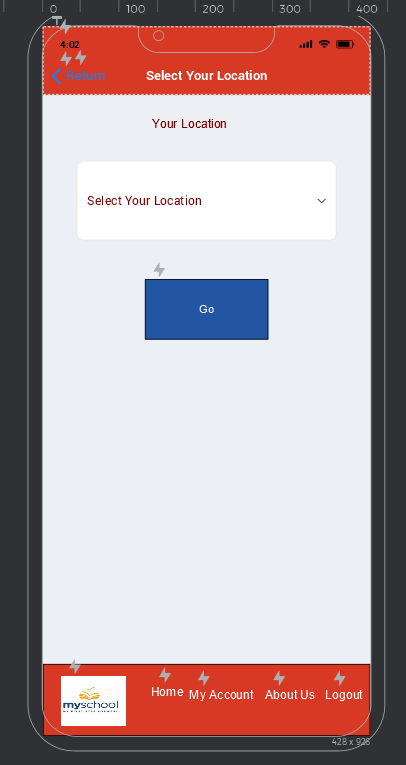 0 100 200 300 400
4:02
Return Select Your Location
Your Location
Select Your Location
Go
myschool
Home My Account About Us Logout
428 x 926